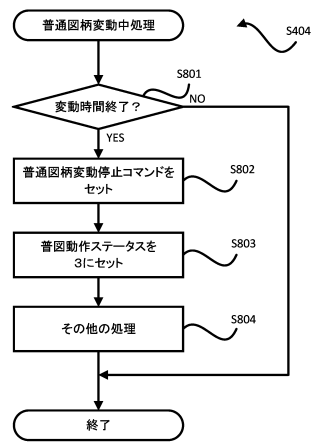 普通図柄変動中処理
S404
S801
変動時間終了？
NO
YES
普通図柄変動停止コマンドを
セット
S802
普図動作ステータスを
3にセット
S803
その他の処理
S804
終了